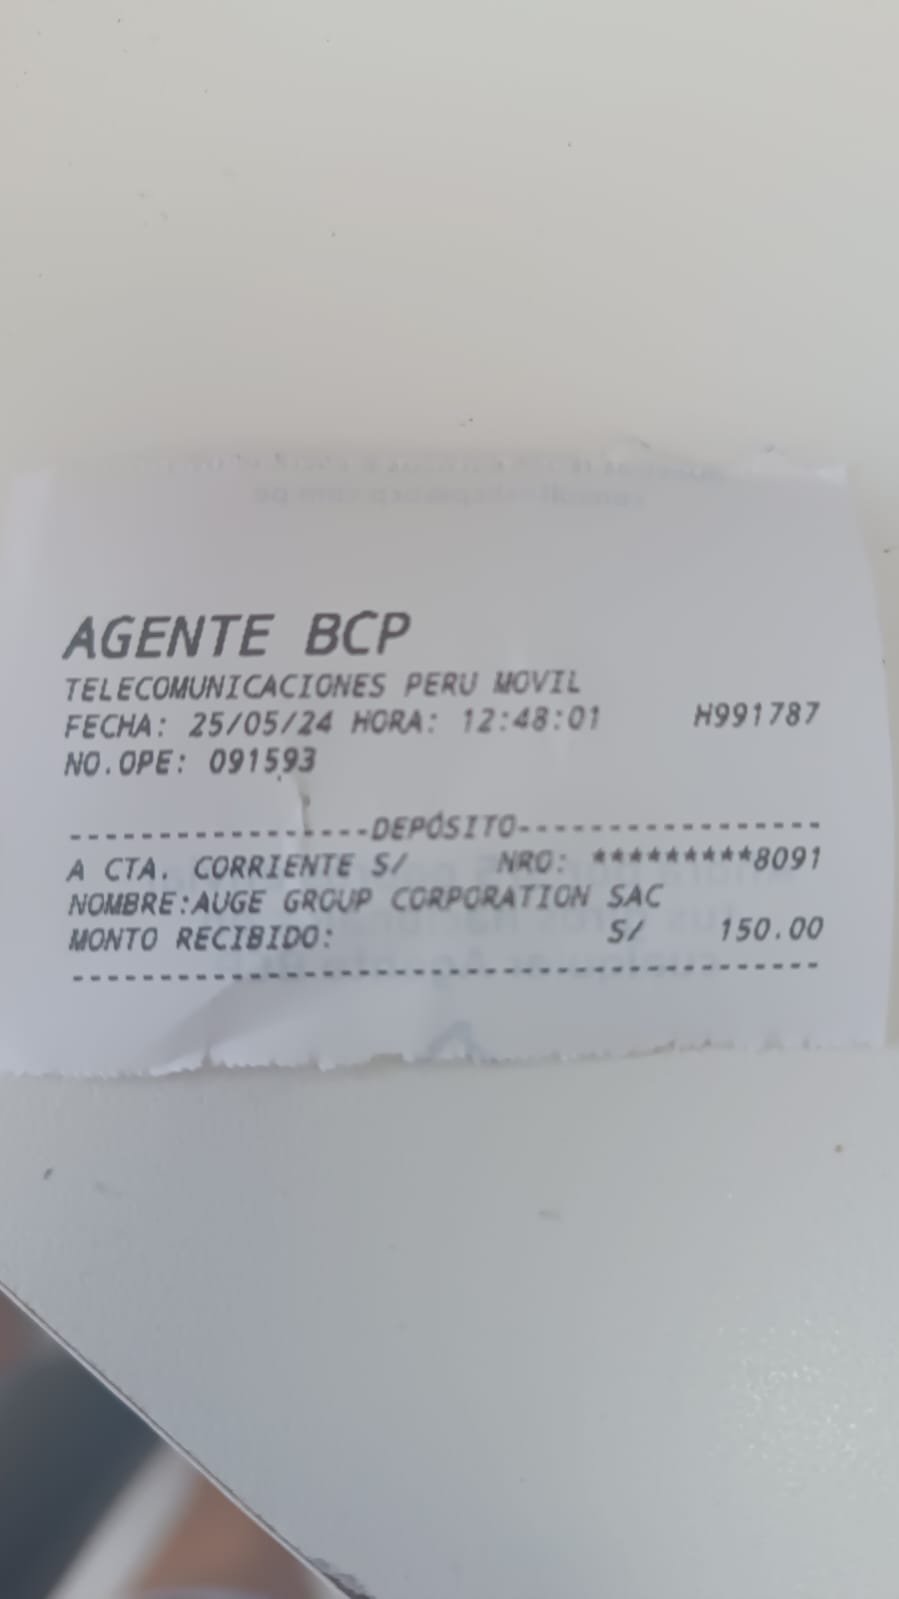 AGENTE BCP
TELECOMUNICACIONES PERU MOVIL
FECHA: 25/05/24 HORA: 12:48:01 H991787
NO.OPE: 091593
------------------DEPÓSITO-----------------
A CTA. CORRIENTE S/ NRO: *********8091
NOMBRE:AUGE GROUP CORPORATION SAC
MONTO RECIBIDO: S/ 150.00
-------------------------------------------